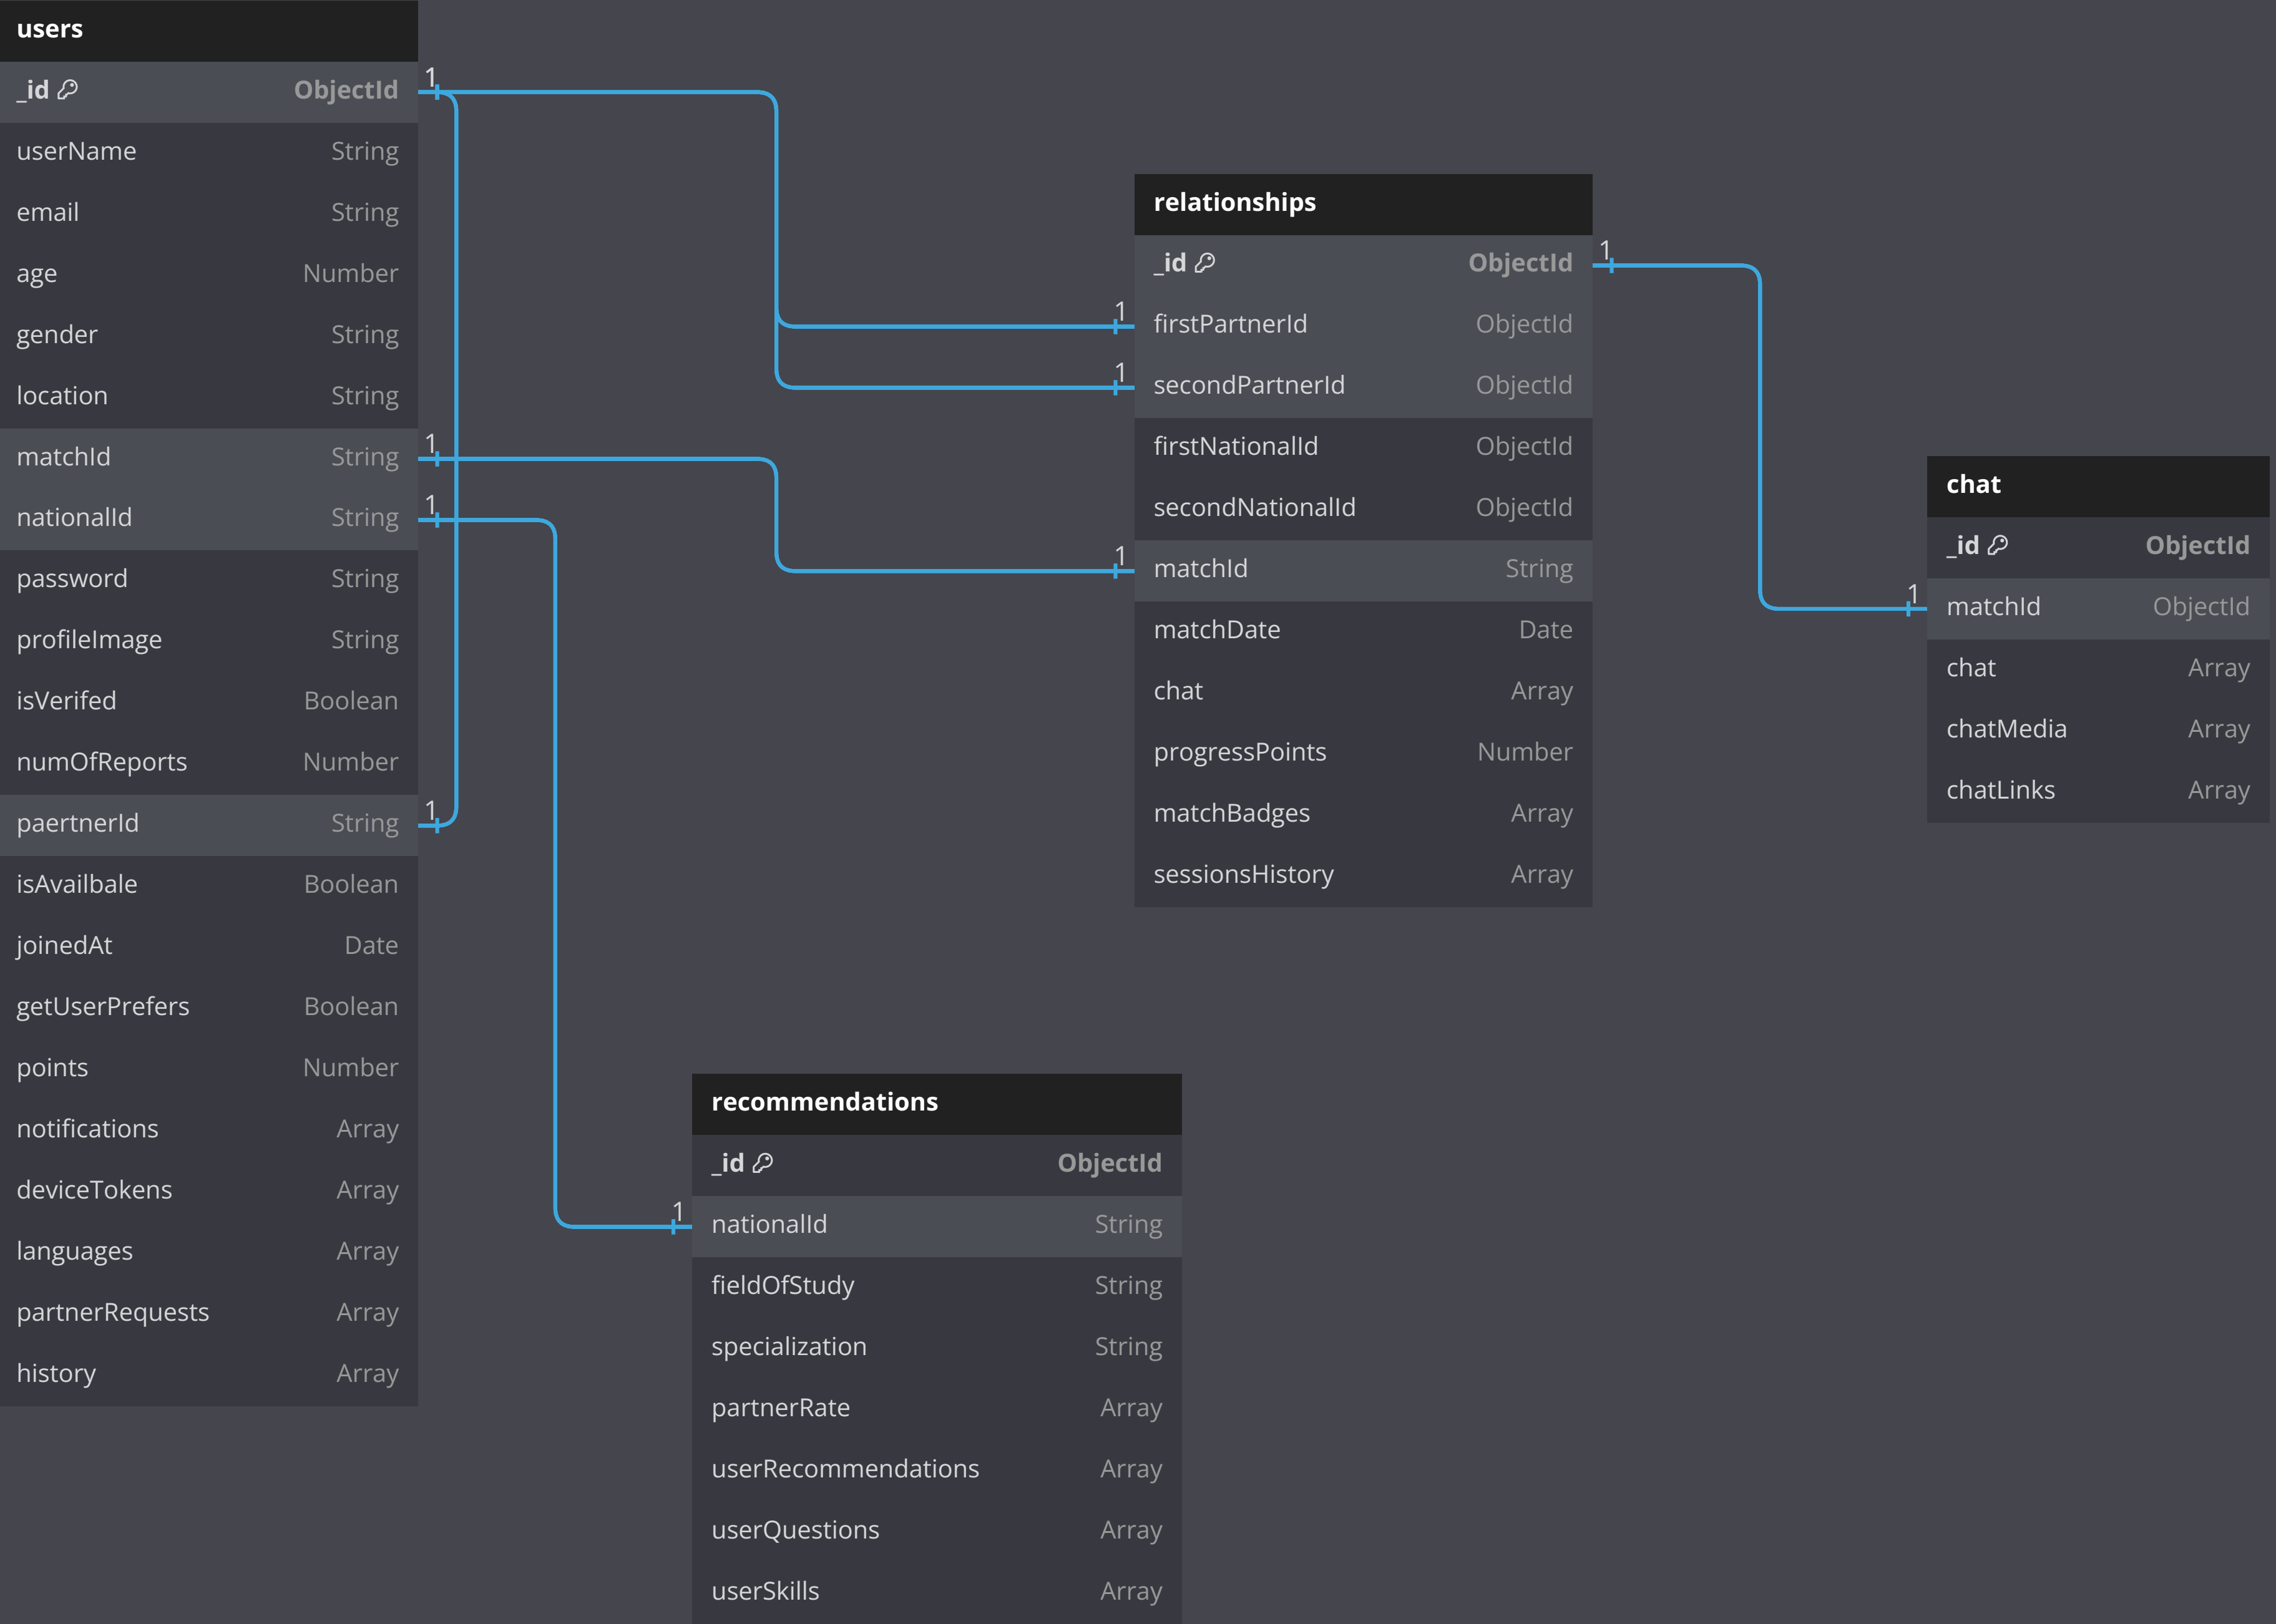 users
_id ObjectId
userName String
email String
age Number
gender String
location String
matchId String
nationalId String
password String
profileImage String
isVerifed Boolean
numOfReports Number
paertnerId String
isAvailbale Boolean
joinedAt Date
getUserPrefers Boolean
points Number
notifications Array
deviceTokens Array
languages Array
partnerRequests Array
history Array
1
1
1
1
relationships
_id ObjectId
firstPartnerId ObjectId
secondPartnerId ObjectId
firstNationalId ObjectId
secondNationalId ObjectId
matchId String
matchDate Date
chat Array
progressPoints Number
matchBadges Array
sessionsHistory Array
1
1
1
1
chat
_id ObjectId
matchId ObjectId
chat Array
chatMedia Array
chatLinks Array
1
recommendations
_id ObjectId
nationalId String
fieldOfStudy String
specialization String
partnerRate Array
userRecommendations Array
userQuestions Array
userSkills Array
1